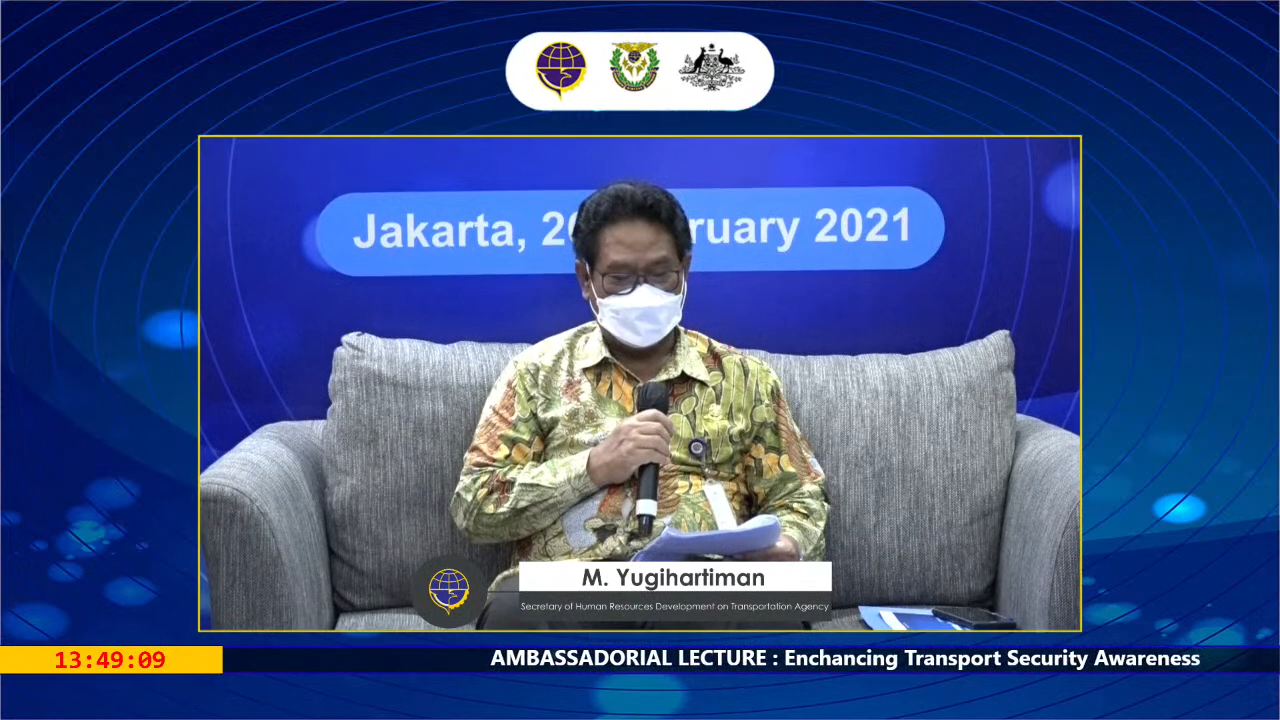 Jakarta, 20 ruary 2021
M. Yugihartiman
Secretary of Human Resources Development on Transportation Agency
13:49:09
AMBASSADORIAL LECTURE : Enchancing Transport Security Awareness